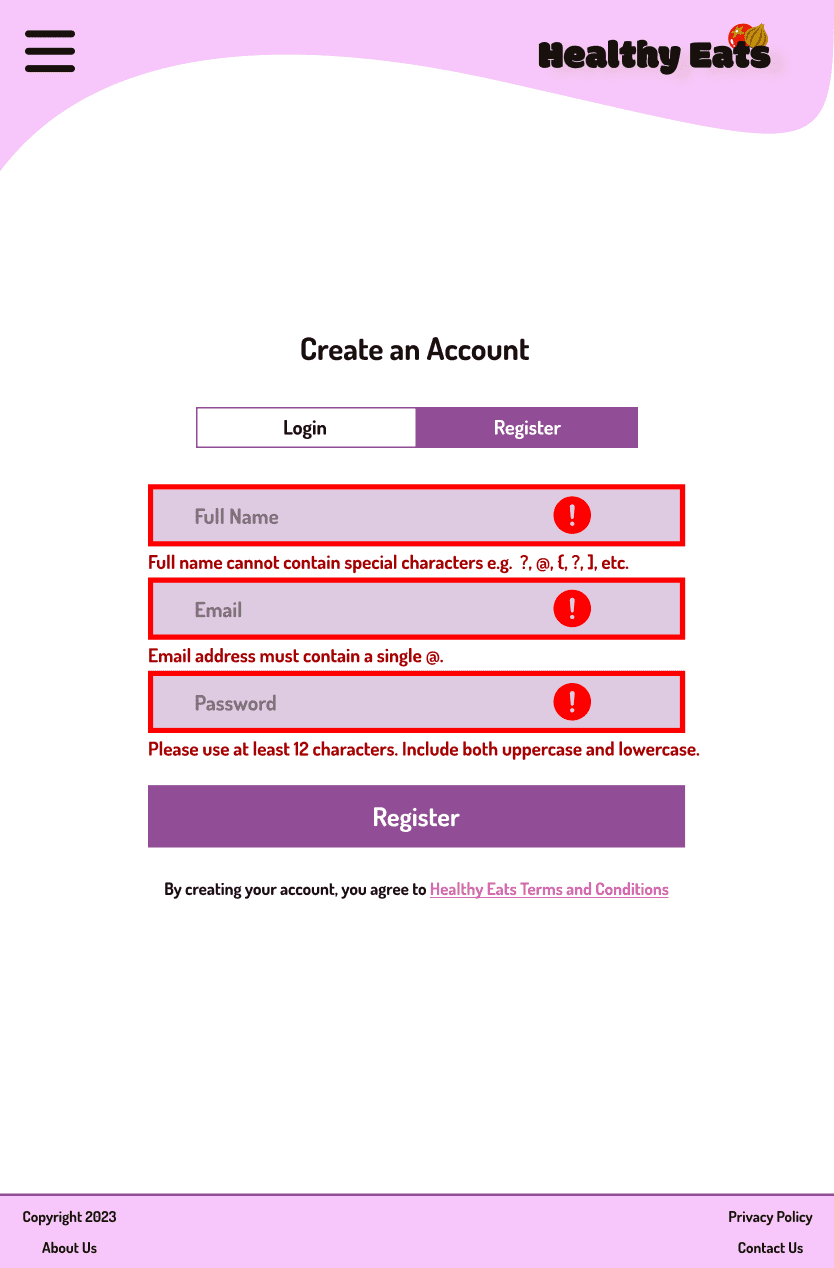 Healthy Eats
Create an Account
Login
Register
Full Name
!
Full name cannot contain special characters e.g. ?, @, {, ?, ], etc.
Email
!
Email address must contain a single @.
Password
!
Please use at least 12 characters. Include both uppercase and lowercase.
Register
By creating your account, you agree to Healthy Eats Terms and Conditions
Copyright 2023
Privacy Policy
About Us
Contact Us